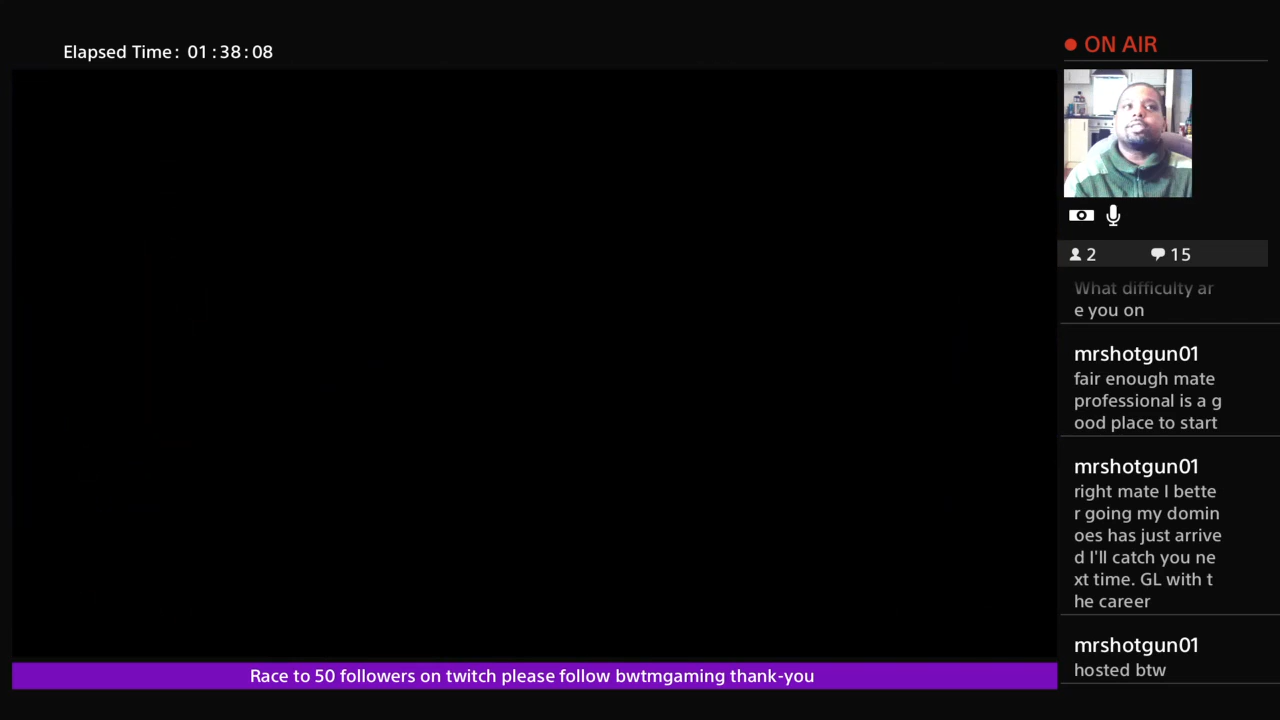 Elapsed Time: 01:38:08
ON AIR
2 15
What difficulty ar
e you on
mrshotgun01
fair enough mate
professional is a g
ood place to start
mrshotgun01
right mate I bette
r going my domin
oes has just arrive
d I'll catch you ne
xt time. GL with t
he career
mrshotgun01
hosted btw
Race to 50 followers on twitch please follow bwtmgaming thank-you